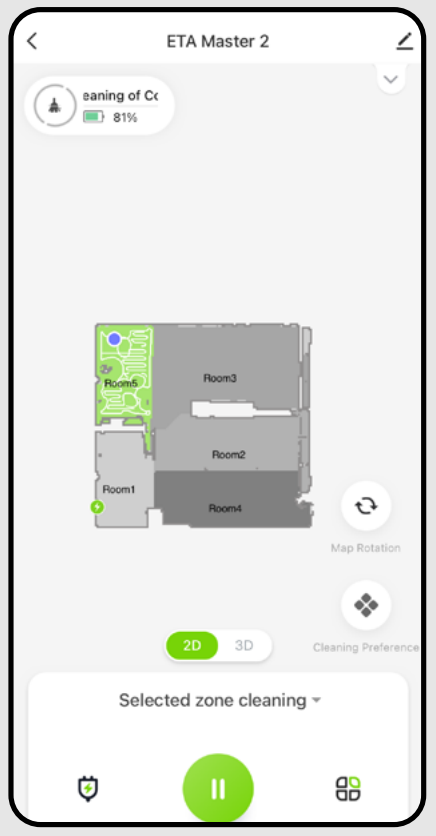 ETA Master 2
eaning of Co
81%
Room5
Room3
Room2
Room1
Room4
Map Rotation
2D 3D
Cleaning Preference
Selected zone cleaning